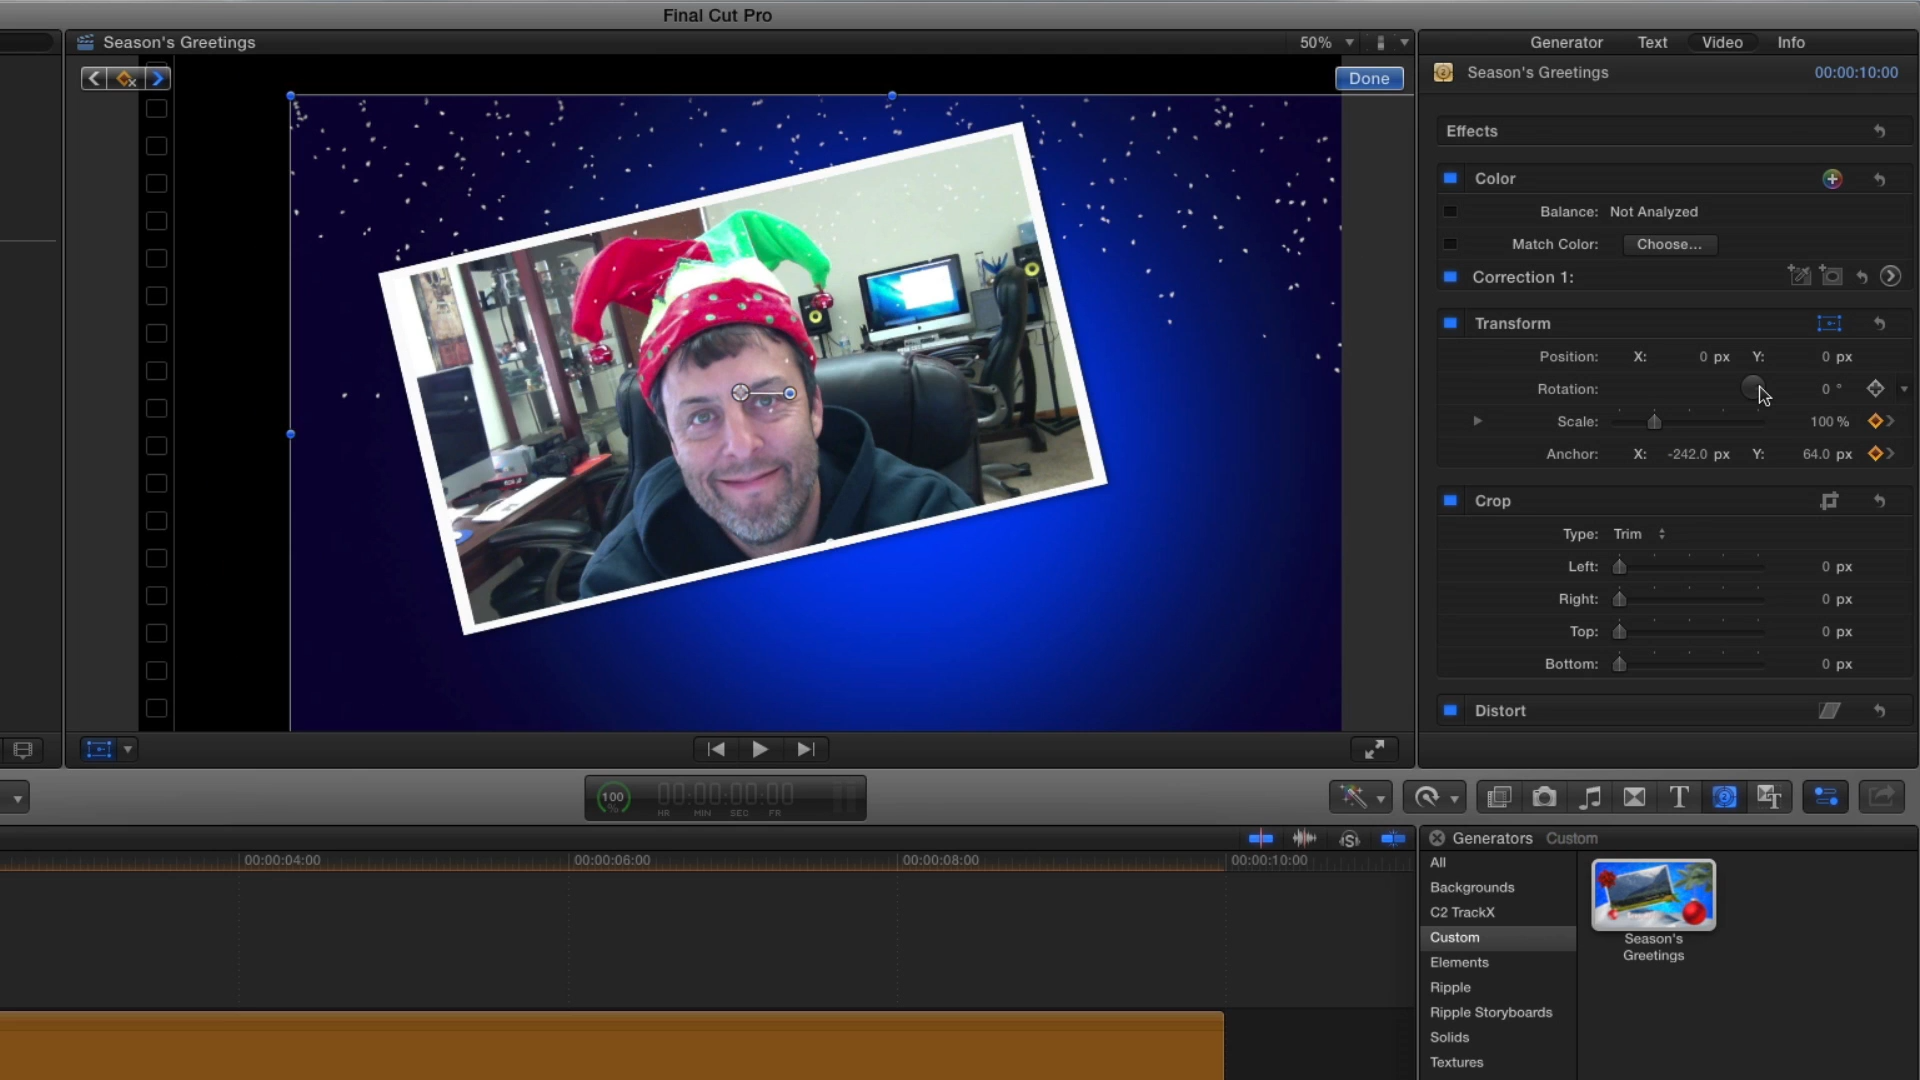 Final Cut Pro
Season's Greetings
50%
Done
Generator Text Video Info
Season's Greetings 00:00:10:00
Effects
Color
Balance: Not Analyzed
Match Color: Choose...
Correction 1:
Transform
Position: X: 0 px Y: 0 px
Rotation: 0 °
Scale: 100 %
Anchor: X: -242.0 px Y: 64.0 px
Crop
Type: Trim
Left: 0 px
Right: 0 px
Top: 0 px
Bottom: 0 px
Distort
100 %
00:00:00:00
HR MIN SEC FR
00:00:04:00 00:00:06:00 00:00:08:00 00:00:10:00
Generators Custom
All
Backgrounds
C2 TrackX
Custom
Elements
Ripple
Ripple Storyboards
Solids
Textures
Season's
Greetings